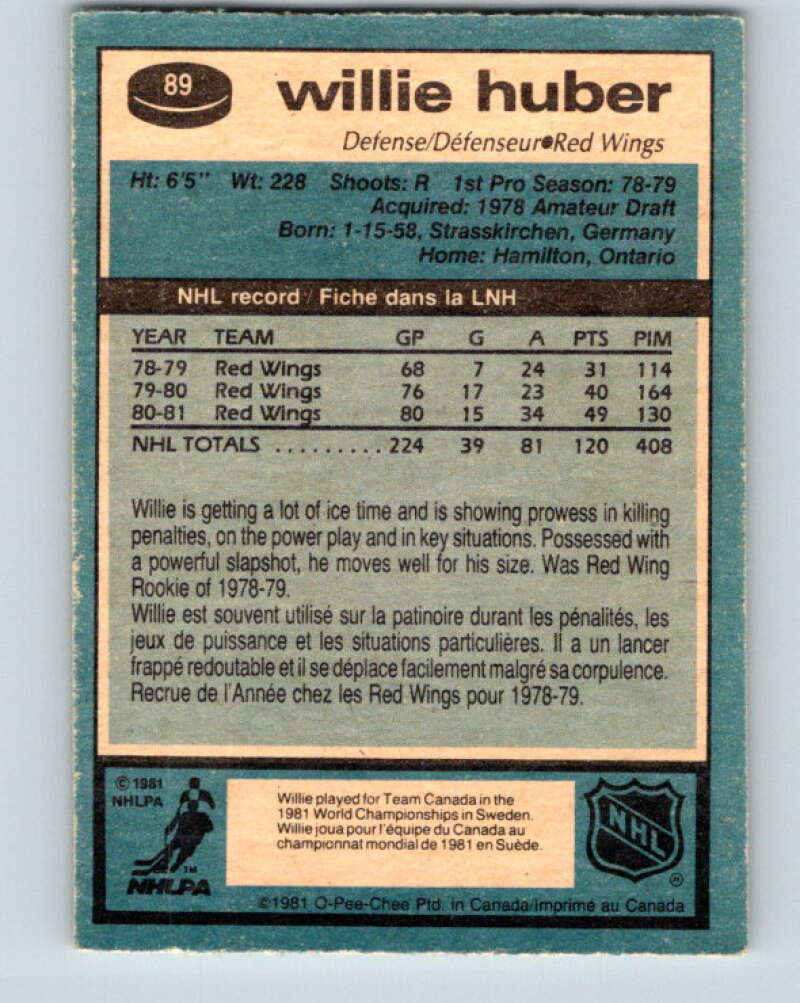 89
willie huber
Defense/Défenseur●Red Wings
Ht: 6'5" Wt: 228 Shoots: R 1st Pro Season: 78-79
Acquired: 1978 Amateur Draft
Born: 1-15-58, Strasskirchen, Germany
Home: Hamilton, Ontario
NHL record / Fiche dans la LNH
YEAR TEAM GP G A PTS PIM
78-79 Red Wings 68 7 24 31 114
79-80 Red Wings 76 17 23 40 164
80-81 Red Wings 80 15 34 49 130
NHL TOTALS ......... 224 39 81 120 408
Willie is getting a lot of ice time and is showing prowess in killing
penalties, on the power play and in key situations. Possessed with
a powerful slapshot, he moves well for his size. Was Red Wing
Rookie of 1978-79.
Willie est souvent utilisé sur la patinoire durant les pénalités, les
jeux de puissance et les situations particulières. Il a un lancer
frappé redoutable et il se déplace facilement malgré sa corpulence.
Recrue de l'Année chez les Red Wings pour 1978-79.
© 1981
NHLPA
TM
NHLPA
Willie played for Team Canada in the
1981 World Championships in Sweden.
Willie joua pour l'équipe du Canada au
championnat mondial de 1981 en Suède.
NHL
©1981 O-Pee-Chee Ptd. in Canada/Imprimé au Canada